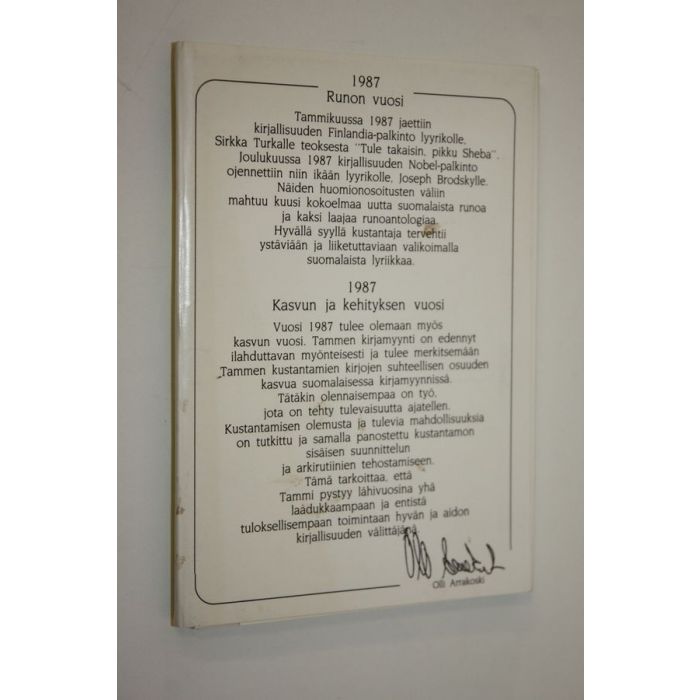 1987
Runon vuosi
Tammikuussa 1987 jaettiin
kirjallisuuden Finlandia-palkinto lyyrikolle,
Sirkka Turkalle teoksesta "Tule takaisin, pikku Sheba".
Joulukuussa 1987 kirjallisuuden Nobel-palkinto
ojennettiin niin ikään lyyrikolle, Joseph Brodskylle.
Näiden huomionosoitusten väliin
mahtuu kuusi kokoelmaa uutta suomalaista runoa
ja kaksi laajaa runoantologiaa.
Hyvällä syyllä kustantaja tervehtii
ystäviään ja liiketuttaviaan valikoimalla
suomalaista lyriikkaa.
1987
Kasvun ja kehityksen vuosi
Vuosi 1987 tulee olemaan myös
kasvun vuosi. Tammen kirjamyynti on edennyt
ilahduttavan myönteisesti ja tulee merkitsemään
Tammen kustantamien kirjojen suhteellisen osuuden
kasvua suomalaisessa kirjamyynnissä.
Tätäkin olennaisempaa on työ,
jota on tehty tulevaisuutta ajatellen.
Kustantamisen olemusta ja tulevia mahdollisuuksia
on tutkittu ja samalla panostettu kustantamon
sisäisen suunnittelun
ja arkirutiinien tehostamiseen.
Tämä tarkoittaa, että
Tammi pystyy lähivuosina yhä
laadukkaampaan ja entistä
tuloksellisempaan toimintaan hyvän ja aidon
kirjallisuuden välittäjänä.
Olli Arrakoski